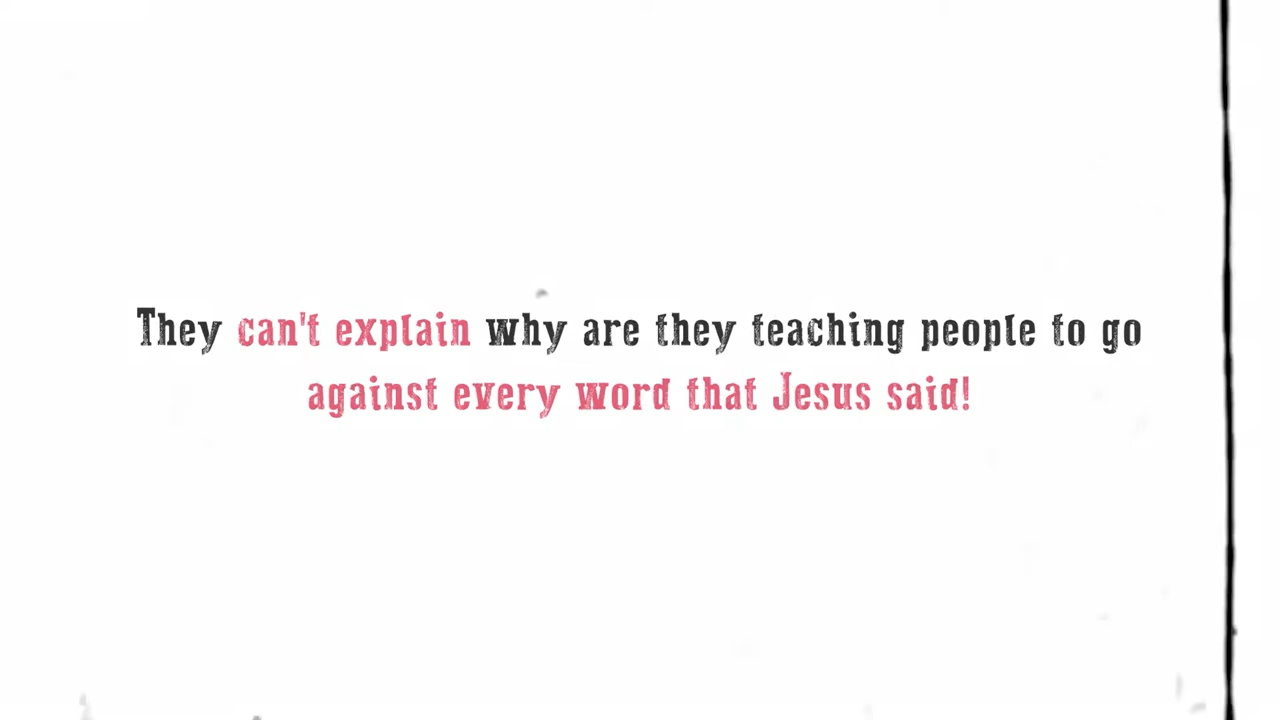 They can't explain why are they teaching people to go
against every word that Jesus said!